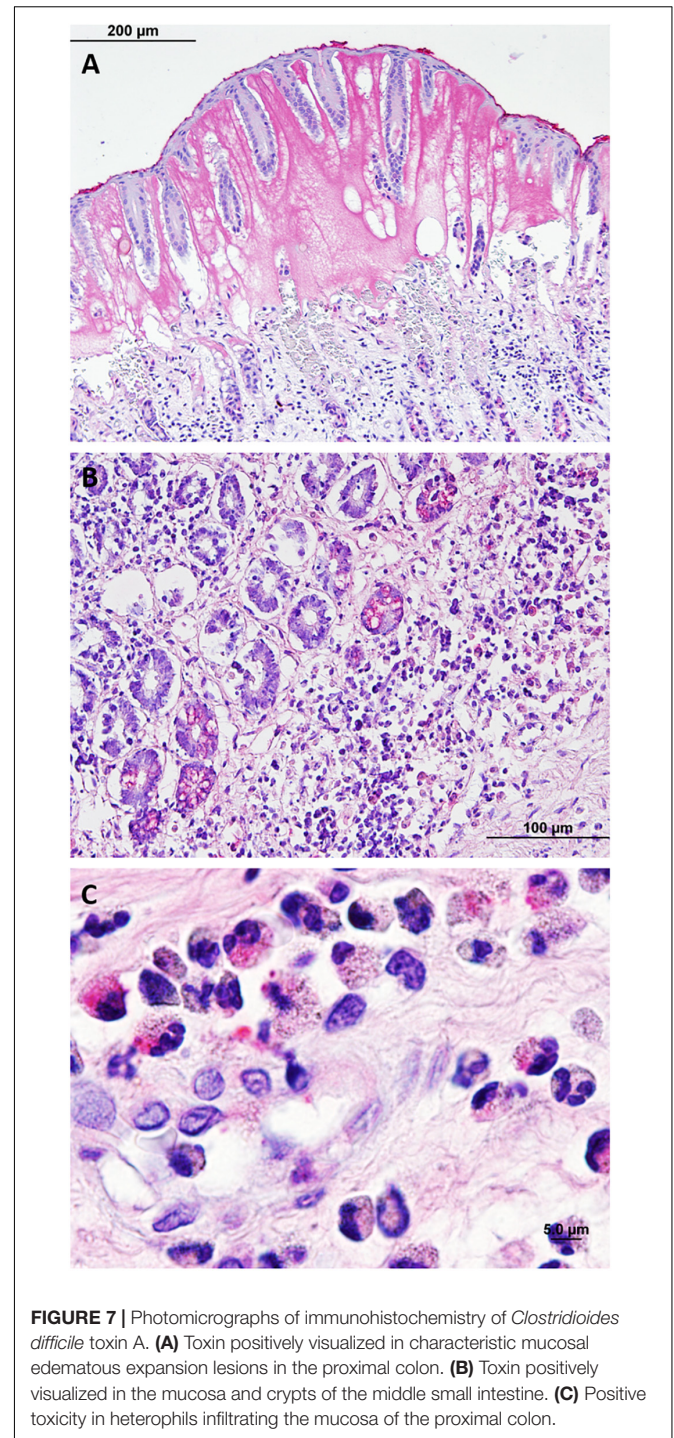 200 µm
A
B
100 µm
C
5.0 µm
FIGURE 7 | Photomicrographs of immunohistochemistry of Clostridioides
difficile toxin A. (A) Toxin positively visualized in characteristic mucosal
edematous expansion lesions in the proximal colon. (B) Toxin positively
visualized in the mucosa and crypts of the middle small intestine. (C) Positive
toxicity in heterophils infiltrating the mucosa of the proximal colon.